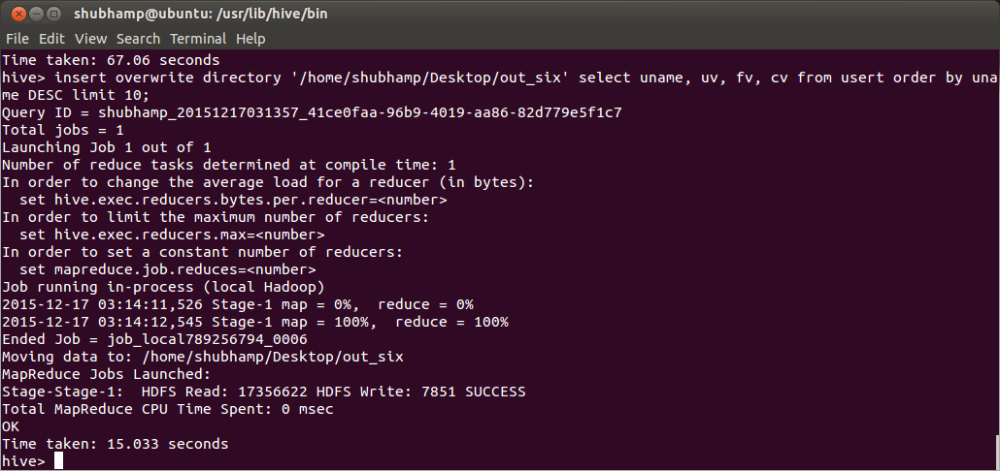 shubhamp@ubuntu: /usr/lib/hive/bin
File Edit View Search Terminal Help
Time taken: 67.06 seconds
hive> insert overwrite directory '/home/shubhamp/Desktop/out_six' select uname, uv, fv, cv from usert order by una
me DESC limit 10;
Query ID = shubhamp_20151217031357_41ce0faa-96b9-4019-aa86-82d779e5f1c7
Total jobs = 1
Launching Job 1 out of 1
Number of reduce tasks determined at compile time: 1
In order to change the average load for a reducer (in bytes):
  set hive.exec.reducers.bytes.per.reducer=<number>
In order to limit the maximum number of reducers:
  set hive.exec.reducers.max=<number>
In order to set a constant number of reducers:
  set mapreduce.job.reduces=<number>
Job running in-process (local Hadoop)
2015-12-17 03:14:11,526 Stage-1 map = 0%,  reduce = 0%
2015-12-17 03:14:12,545 Stage-1 map = 100%,  reduce = 100%
Ended Job = job_local789256794_0006
Moving data to: /home/shubhamp/Desktop/out_six
MapReduce Jobs Launched:
Stage-Stage-1:  HDFS Read: 17356622 HDFS Write: 7851 SUCCESS
Total MapReduce CPU Time Spent: 0 msec
OK
Time taken: 15.033 seconds
hive>